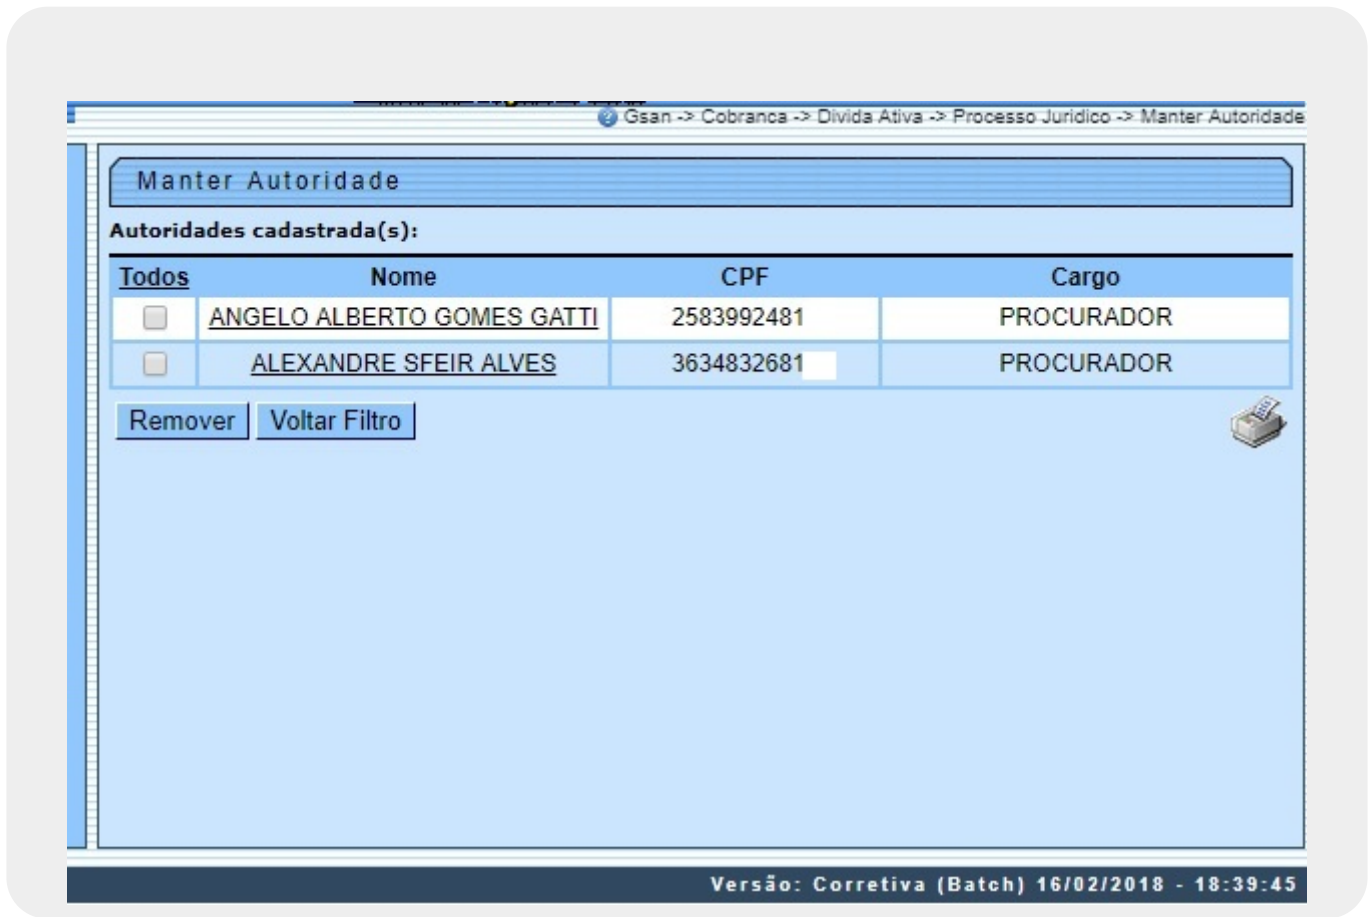 Gsan -> Cobranca -> Divida Ativa -> Processo Juridico -> Manter Autoridade
Manter Autoridade
Autoridades cadastrada(s):
Todos Nome CPF Cargo
ANGELO ALBERTO GOMES GATTI 2583992481 PROCURADOR
ALEXANDRE SFEIR ALVES 3634832681 PROCURADOR
Remover Voltar Filtro
Versão: Corretiva (Batch) 16/02/2018 - 18:39:45